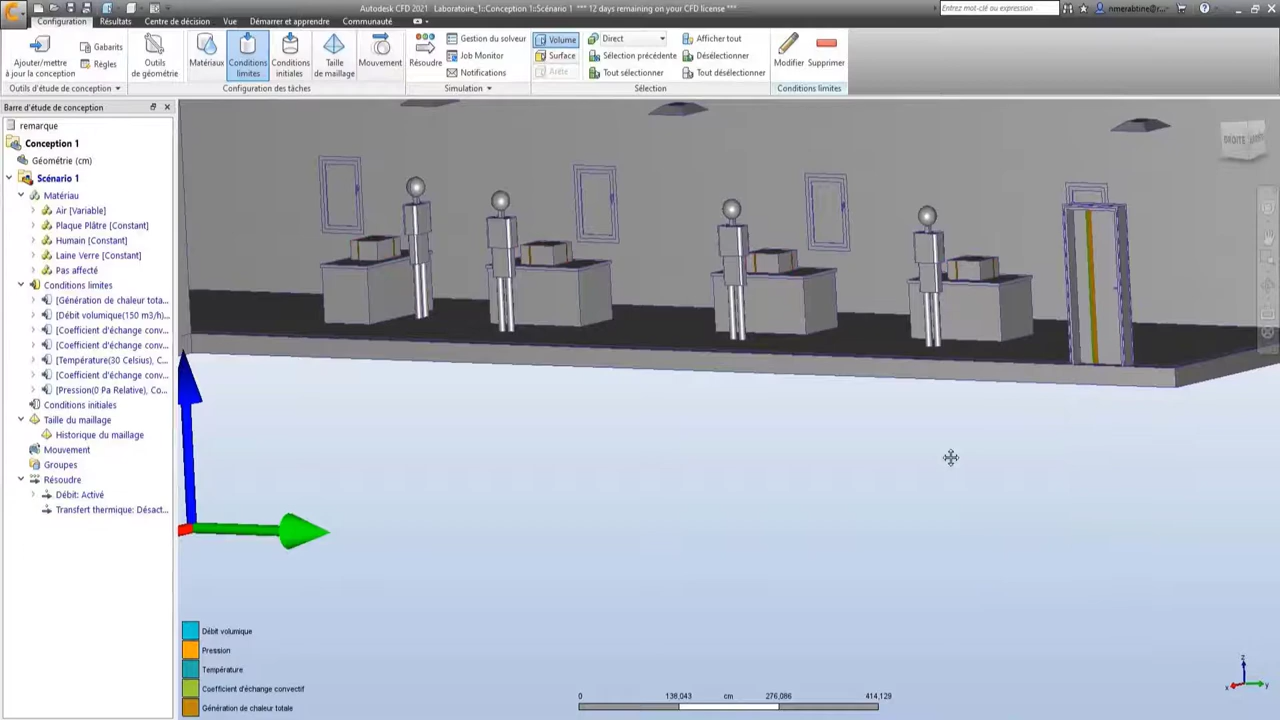 Autodesk CFD 2021 Laboratoire_1::Conception 1::Scénario 1 *** 12 days remaining on your CFD license ***
Entrez mot-clé ou expression
nmerabtine@r...
Configuration
Résultats
Centre de décision
Vue
Démarrer et apprendre
Communauté
Ajouter/mettre à jour la conception
Gabarits
Règles
Outils de géométrie
Matériaux
Conditions limites
Conditions initiales
Taille de maillage
Mouvement
Résoudre
Gestion du solveur
Job Monitor
Notifications
Volume
Surface
Arête
Direct
Sélection précédente
Tout sélectionner
Afficher tout
Désélectionner
Tout désélectionner
Modifier
Supprimer
Outils d'étude de conception
Configuration des tâches
Simulation
Sélection
Conditions limites
Barre d'étude de conception
remarque
Conception 1
Géométrie (cm)
Scénario 1
Matériau
Air [Variable]
Plaque Plâtre [Constant]
Humain [Constant]
Laine Verre [Constant]
Pas affecté
Conditions limites
[Génération de chaleur tota...
[Débit volumique(150 m3/h)...
[Coefficient d'échange conv...
[Coefficient d'échange conv...
[Température(30 Celsius), C...
[Coefficient d'échange conv...
[Pression(0 Pa Relative), Co...
Conditions initiales
Taille du maillage
Historique du maillage
Mouvement
Groupes
Résoudre
Débit: Activé
Transfert thermique: Désact...
DROITE
Débit volumique
Pression
Température
Coefficient d'échange convectif
Génération de chaleur totale
0 138,043 cm 276,086 414,129
z
x
y